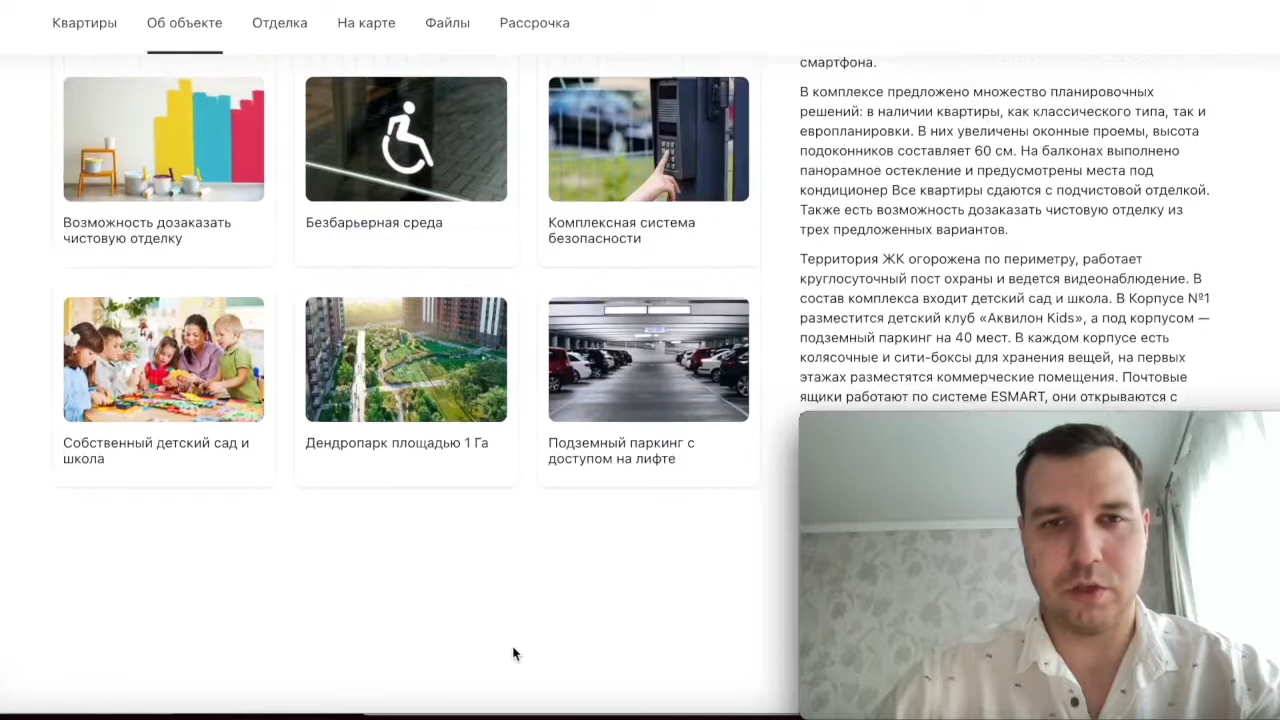 Квартиры
Об объекте
Отделка
На карте
Файлы
Рассрочка
Возможность дозаказать
чистовую отделку
Безбарьерная среда
Комплексная система
безопасности
Собственный детский сад и
школа
Дендропарк площадью 1 Га
Подземный паркинг с
доступом на лифте
смартфона.
В комплексе предложено множество планировочных
решений: в наличии квартиры, как классического типа, так и
европланировки. В них увеличены оконные проемы, высота
подоконников составляет 60 см. На балконах выполнено
панорамное остекление и предусмотрены места под
кондиционер Все квартиры сдаются с подчистовой отделкой.
Также есть возможность дозаказать чистовую отделку из
трех предложенных вариантов.
Территория ЖК огорожена по периметру, работает
круглосуточный пост охраны и ведется видеонаблюдение. В
состав комплекса входит детский сад и школа. В Корпусе №1
разместится детский клуб «Аквилон Kids», а под корпусом —
подземный паркинг на 40 мест. В каждом корпусе есть
колясочные и сити-боксы для хранения вещей, на первых
этажах разместятся коммерческие помещения. Почтовые
ящики работают по системе ESMART, они открываются с